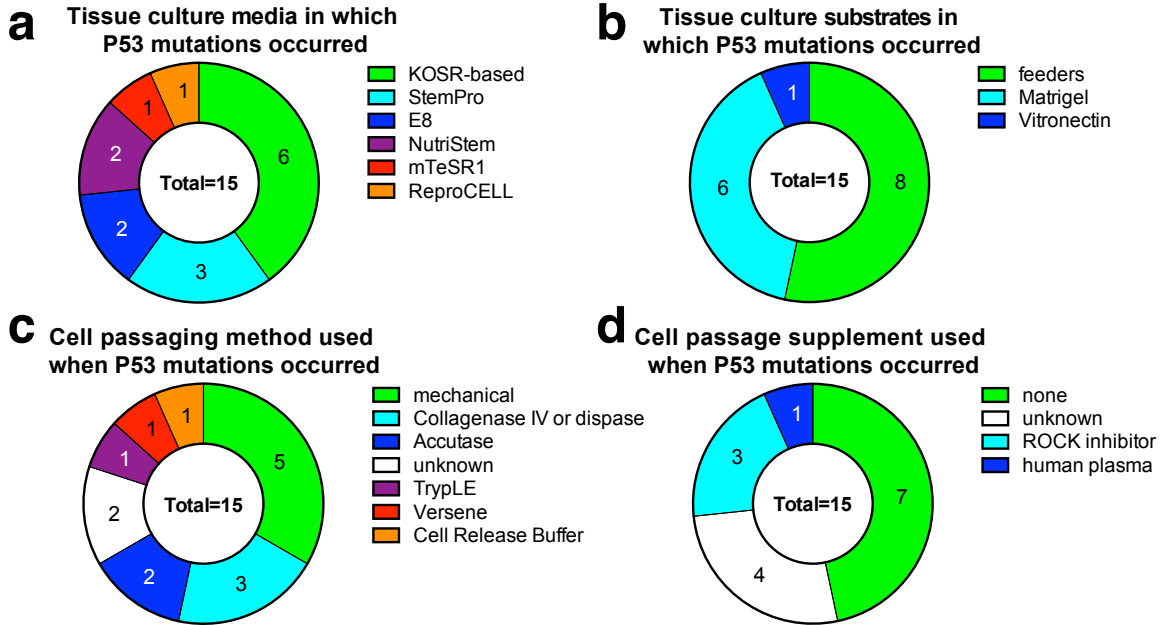 a
Tissue culture media in which
P53 mutations occurred
1
1
2
2
3
6
Total=15
KOSR-based
StemPro
E8
NutriStem
mTeSR1
ReproCELL
b
Tissue culture substrates in
which P53 mutations occurred
1
6
8
Total=15
feeders
Matrigel
Vitronectin
c
Cell passaging method used
when P53 mutations occurred
1
1
1
2
2
3
5
Total=15
mechanical
Collagenase IV or dispase
Accutase
unknown
TrypLE
Versene
Cell Release Buffer
d
Cell passage supplement used
when P53 mutations occurred
1
3
4
7
Total=15
none
unknown
ROCK inhibitor
human plasma